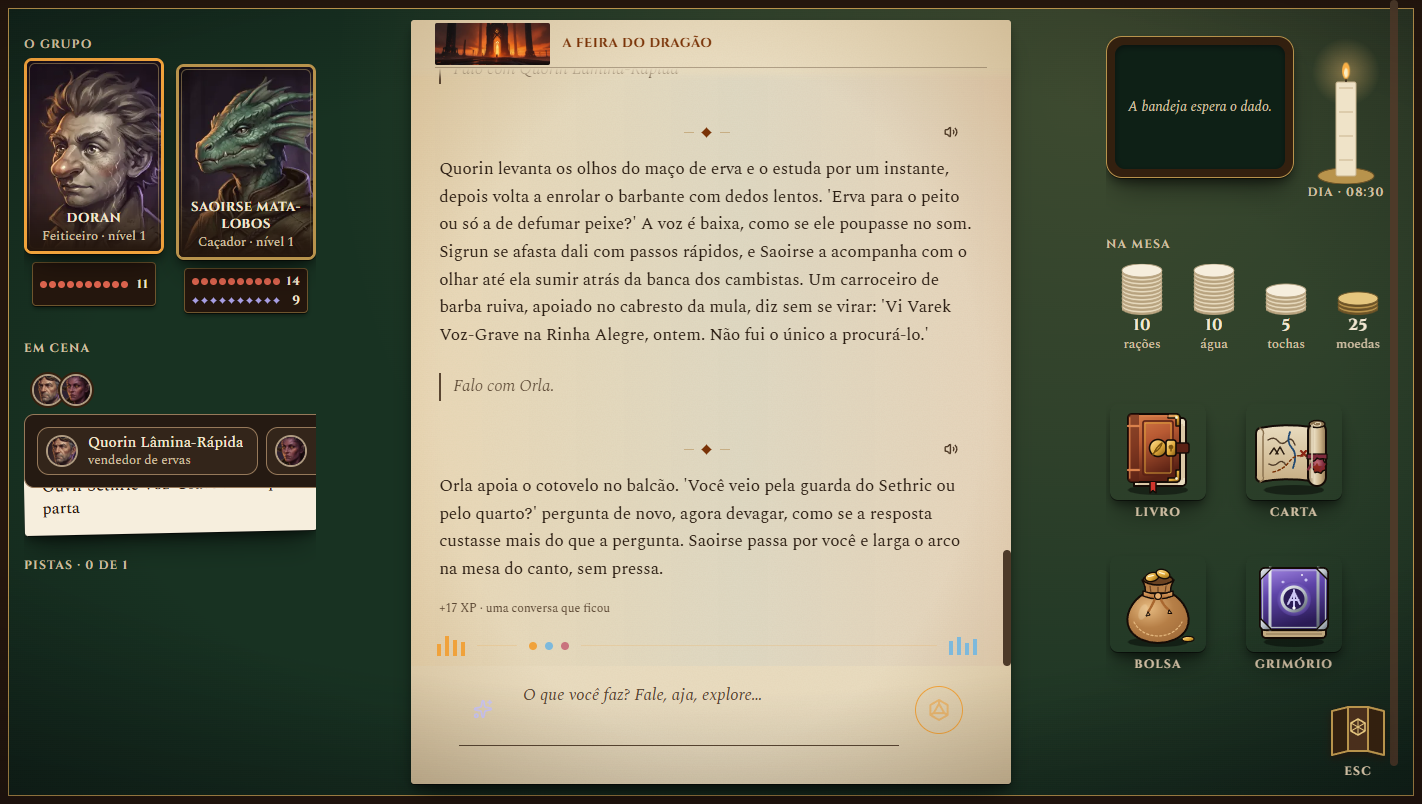 O GRUPO
DORAN
Feiticeiro · nível 1
11
SAOIRSE MATA-
LOBOS
Caçador · nível 1
14
9
EM CENA
Quorin Lâmina-Rápida
vendedor de ervas
parta
PISTAS · 0 DE 1
A FEIRA DO DRAGÃO
Falo com Quorin Lâmina-Rápida
Quorin levanta os olhos do maço de erva e o estuda por um instante,
depois volta a enrolar o barbante com dedos lentos. 'Erva para o peito
ou só a de defumar peixe?' A voz é baixa, como se ele poupasse no som.
Sigrun se afasta dali com passos rápidos, e Saoirse a acompanha com o
olhar até ela sumir atrás da banca dos cambistas. Um carroceiro de
barba ruiva, apoiado no cabresto da mula, diz sem se virar: 'Vi Varek
Voz-Grave na Rinha Alegre, ontem. Não fui o único a procurá-lo.'
Falo com Orla.
Orla apoia o cotovelo no balcão. 'Você veio pela guarda do Sethric ou
pelo quarto?' pergunta de novo, agora devagar, como se a resposta
custasse mais do que a pergunta. Saoirse passa por você e larga o arco
na mesa do canto, sem pressa.
+17 XP · uma conversa que ficou
O que você faz? Fale, aja, explore...
A bandeja espera o dado.
DIA · 08:30
NA MESA
10
rações
10
água
5
tochas
25
moedas
LIVRO
CARTA
BOLSA
GRIMÓRIO
ESC